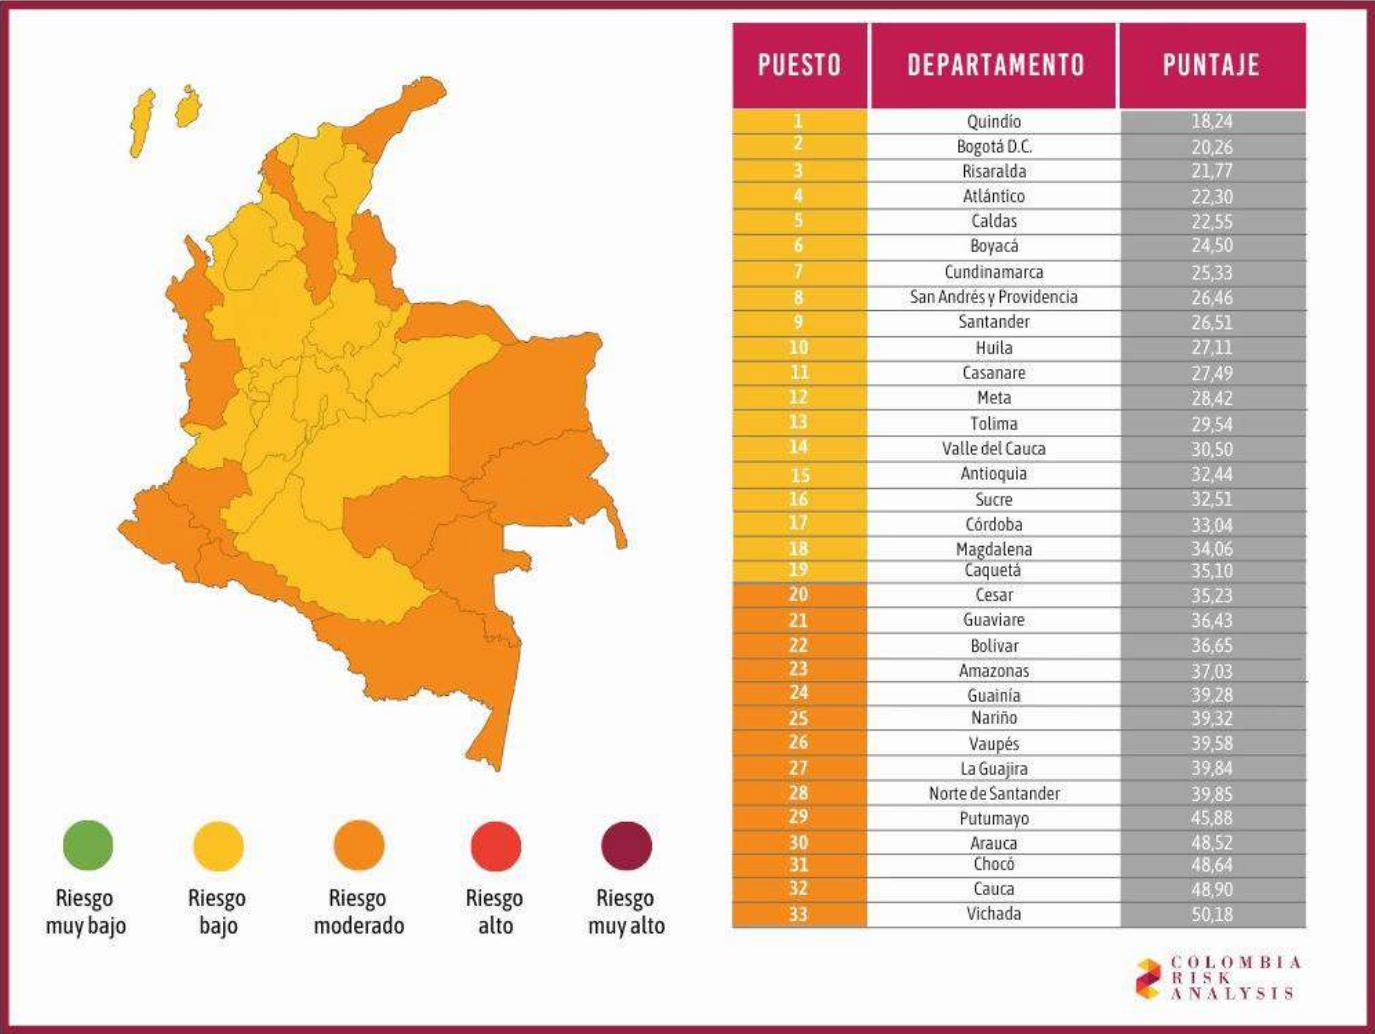 PUESTO DEPARTAMENTO PUNTAJE
1 Quindío 18,24
2 Bogotá D.C. 20,26
3 Risaralda 21,77
4 Atlántico 22,30
5 Caldas 22,55
6 Boyacá 24,50
7 Cundinamarca 25,33
8 San Andrés y Providencia 26,46
9 Santander 26,51
10 Huila 27,11
11 Casanare 27,49
12 Meta 28,42
13 Tolima 29,54
14 Valle del Cauca 30,50
15 Antioquia 32,44
16 Sucre 32,51
17 Córdoba 33,04
18 Magdalena 34,06
19 Caquetá 35,10
20 Cesar 35,23
21 Guaviare 36,43
22 Bolívar 36,65
23 Amazonas 37,03
24 Guainía 39,28
25 Nariño 39,32
26 Vaupés 39,58
27 La Guajira 39,84
28 Norte de Santander 39,85
29 Putumayo 45,88
30 Arauca 48,52
31 Chocó 48,64
32 Cauca 48,90
33 Vichada 50,18
Riesgo muy bajo
Riesgo bajo
Riesgo moderado
Riesgo alto
Riesgo muy alto
COLOMBIA
RISK
ANALYSIS